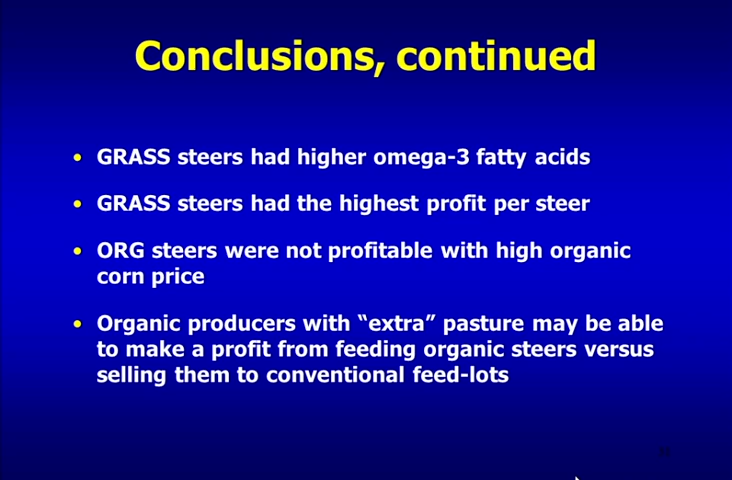 Conclusions, continued
• GRASS steers had higher omega-3 fatty acids
• GRASS steers had the highest profit per steer
• ORG steers were not profitable with high organic
corn price
• Organic producers with “extra” pasture may be able
to make a profit from feeding organic steers versus
selling them to conventional feed-lots